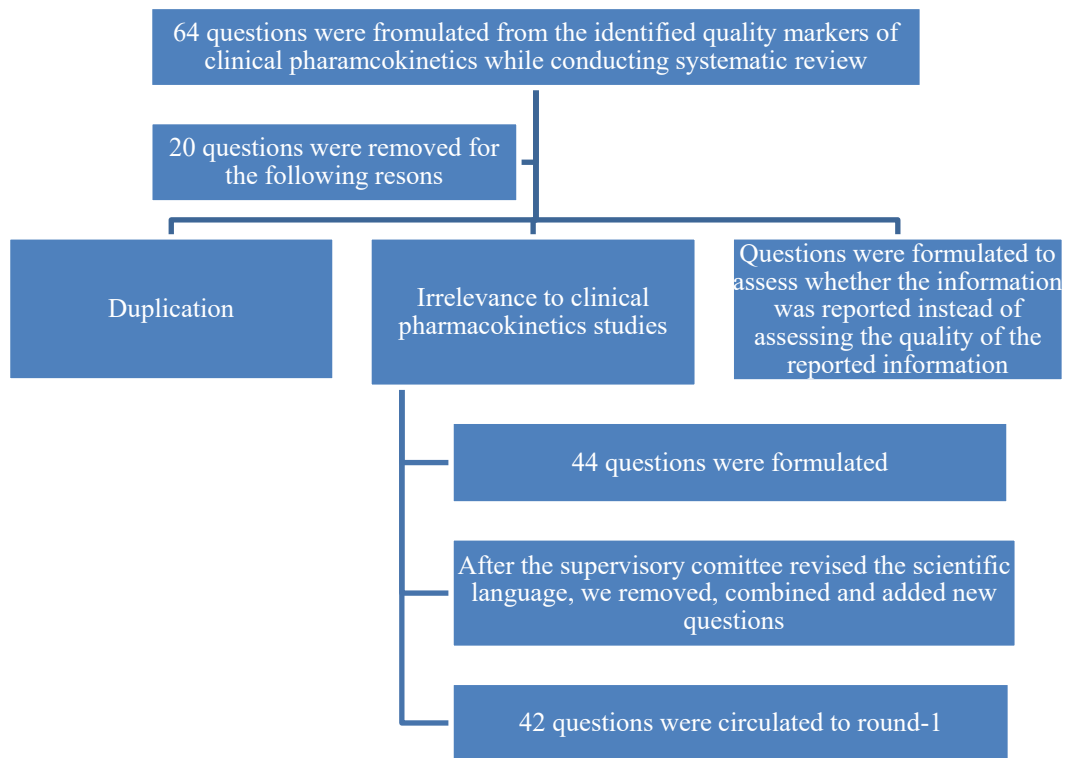 64 questions were fromulated from the identified quality markers of
clinical pharamcokinetics while conducting systematic review
20 questions were removed for
the following resons
Duplication
Irrelevance to clinical
pharmacokinetics studies
Questions were formulated to
assess whether the information
was reported instead of
assessing the quality of the
reported information
44 questions were formulated
After the supervisory comittee revised the scientific
language, we removed, combined and added new
questions
42 questions were circulated to round-1